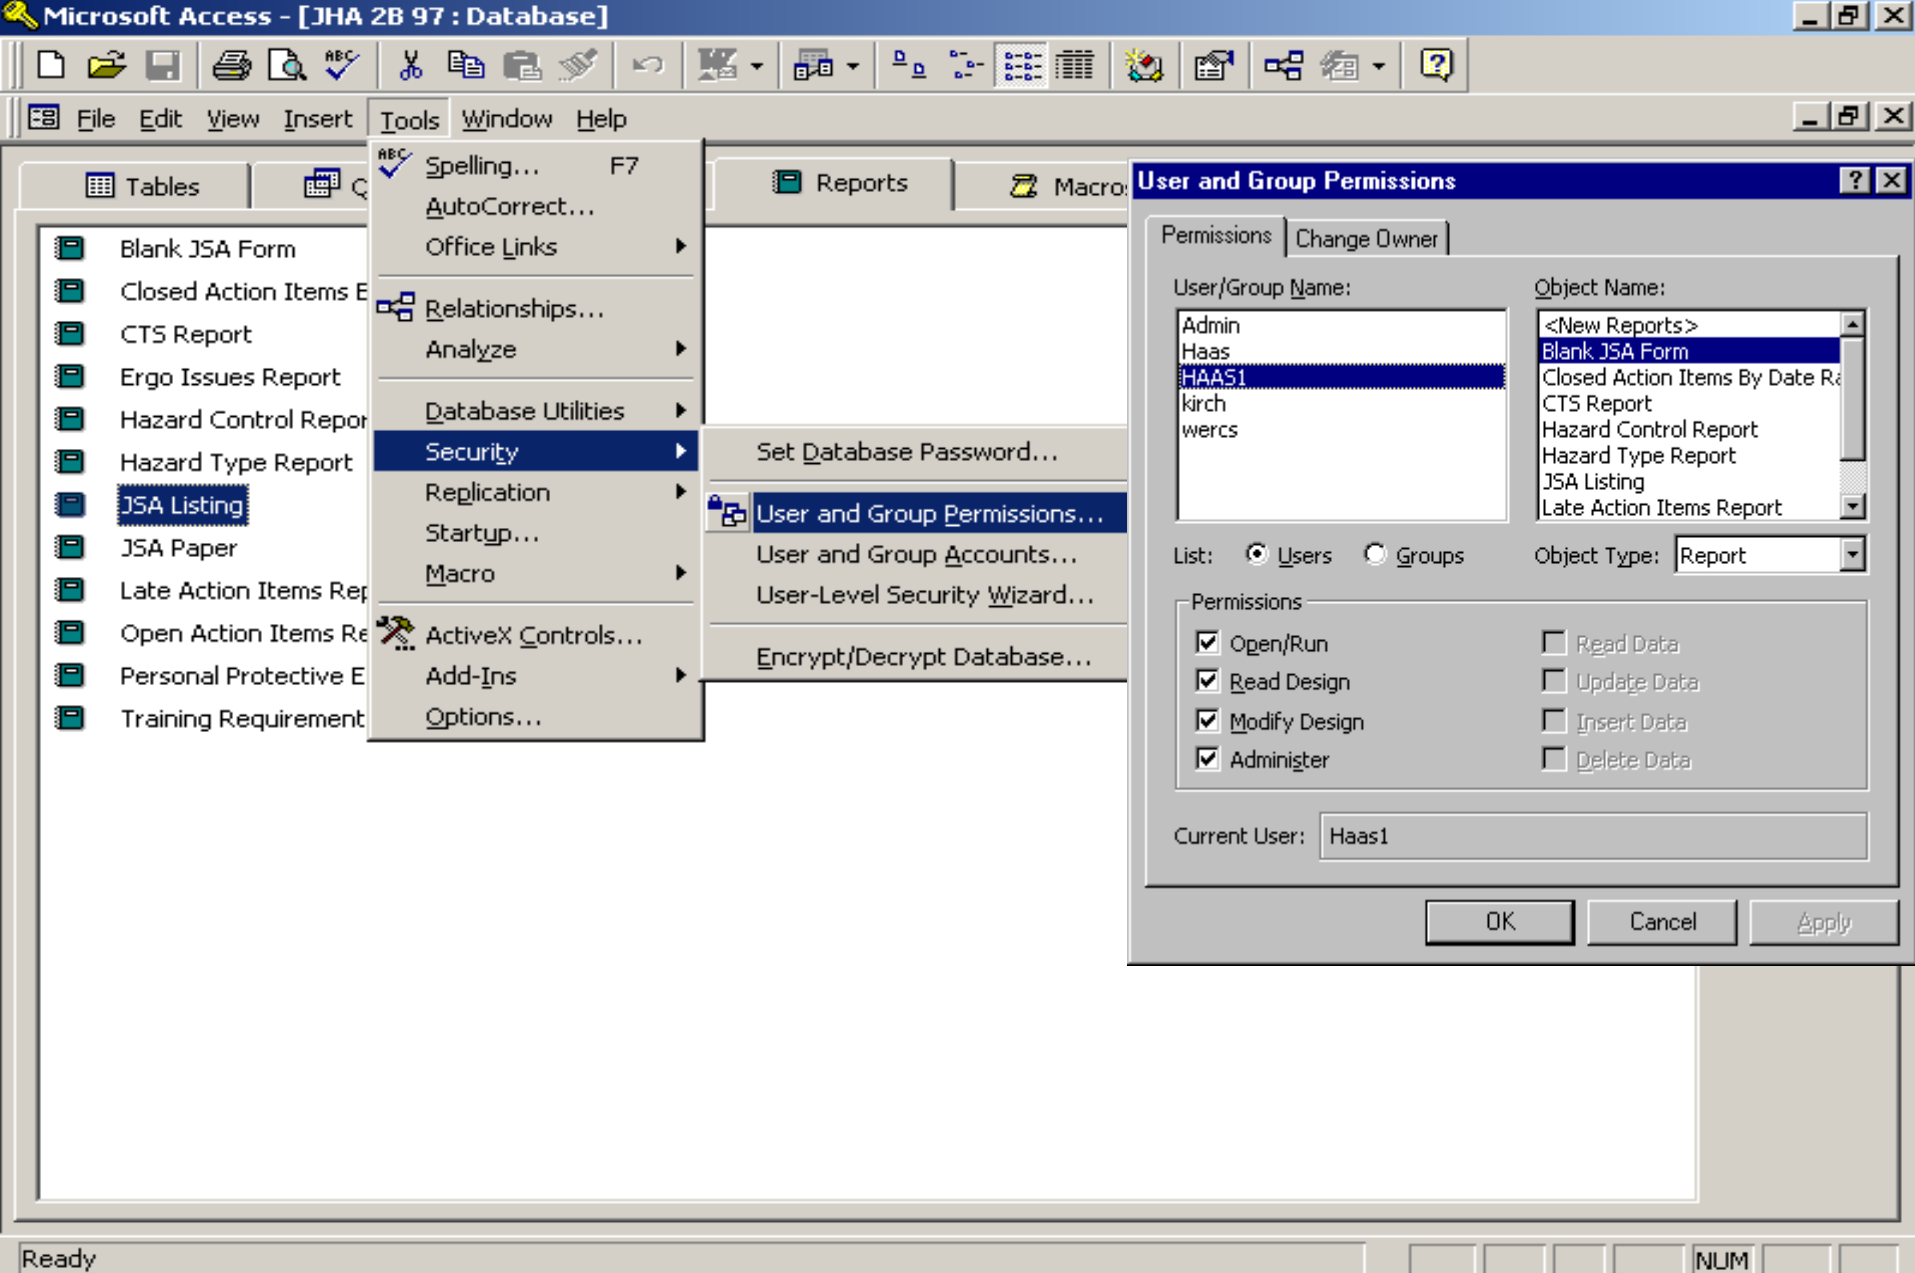 Microsoft Access - [JHA 2B 97 : Database]
File Edit View Insert Tools Window Help
Tables
Q
Reports
Macro
Blank JSA Form
Closed Action Items
CTS Report
Ergo Issues Report
Hazard Control Repor
Hazard Type Report
JSA Listing
JSA Paper
Late Action Items Rep
Open Action Items Re
Personal Protective E
Training Requirement
ABC Spelling... F7
AutoCorrect...
Office Links
Relationships...
Analyze
Database Utilities
Security
Replication
Startup...
Macro
ActiveX Controls...
Add-Ins
Options...
Set Database Password...
User and Group Permissions...
User and Group Accounts...
User-Level Security Wizard...
Encrypt/Decrypt Database...
User and Group Permissions
Permissions Change Owner
User/Group Name:
Admin
Haas
HAAS1
kirch
wercs
Object Name:
<New Reports>
Blank JSA Form
Closed Action Items By Date Ra
CTS Report
Hazard Control Report
Hazard Type Report
JSA Listing
Late Action Items Report
List: Users Groups
Object Type: Report
Permissions
Open/Run
Read Design
Modify Design
Administer
Read Data
Update Data
Insert Data
Delete Data
Current User: Haas1
OK Cancel Apply
Ready
NUM